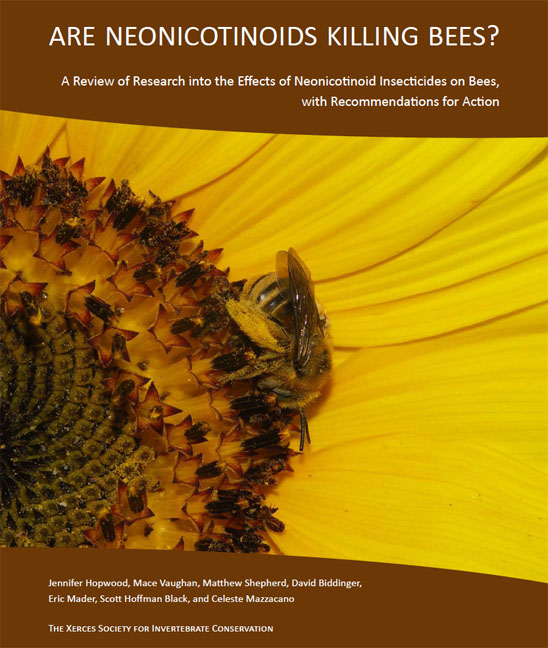 ARE NEONICOTINOIDS KILLING BEES?
A Review of Research into the Effects of Neonicotinoid Insecticides on Bees,
with Recommendations for Action
Jennifer Hopwood, Mace Vaughan, Matthew Shepherd, David Biddinger,
Eric Mader, Scott Hoffman Black, and Celeste Mazzacano
THE XERCES SOCIETY FOR INVERTEBRATE CONSERVATION